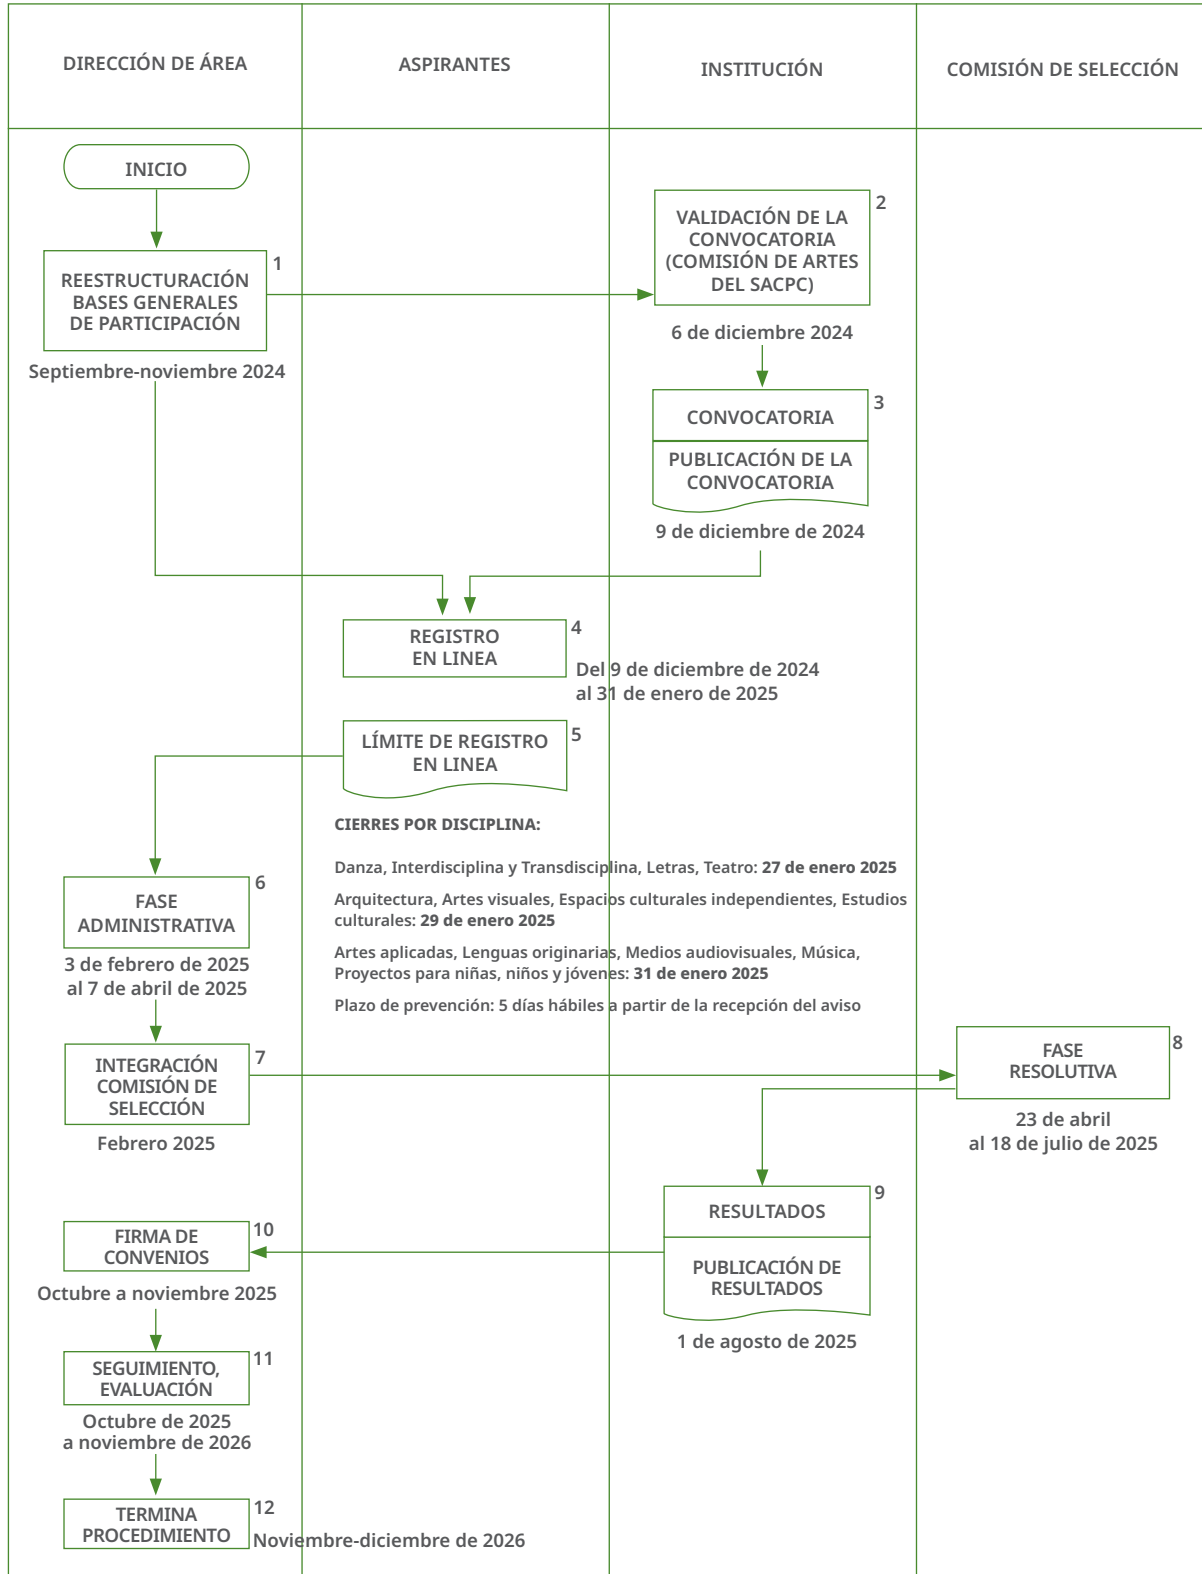 DIRECCIÓN DE ÁREA
ASPIRANTES
INSTITUCIÓN
COMISIÓN DE SELECCIÓN
INICIO
1
REESTRUCTURACIÓN
BASES GENERALES
DE PARTICIPACIÓN
Septiembre-noviembre 2024
2
VALIDACIÓN DE LA
CONVOCATORIA
(COMISIÓN DE ARTES
DEL SACPC)
6 de diciembre 2024
3
CONVOCATORIA
PUBLICACIÓN DE LA
CONVOCATORIA
9 de diciembre de 2024
4
REGISTRO
EN LINEA
Del 9 de diciembre de 2024
al 31 de enero de 2025
5
LÍMITE DE REGISTRO
EN LINEA
CIERRES POR DISCIPLINA:
Danza, Interdisciplina y Transdisciplina, Letras, Teatro: 27 de enero 2025
Arquitectura, Artes visuales, Espacios culturales independientes, Estudios
culturales: 29 de enero 2025
Artes aplicadas, Lenguas originarias, Medios audiovisuales, Música,
Proyectos para niñas, niños y jóvenes: 31 de enero 2025
Plazo de prevención: 5 días hábiles a partir de la recepción del aviso
6
FASE
ADMINISTRATIVA
3 de febrero de 2025
al 7 de abril de 2025
7
INTEGRACIÓN
COMISIÓN DE
SELECCIÓN
Febrero 2025
8
FASE
RESOLUTIVA
23 de abril
al 18 de julio de 2025
9
RESULTADOS
PUBLICACIÓN DE
RESULTADOS
1 de agosto de 2025
10
FIRMA DE
CONVENIOS
Octubre a noviembre 2025
11
SEGUIMIENTO,
EVALUACIÓN
Octubre de 2025
a noviembre de 2026
12
TERMINA
PROCEDIMIENTO
Noviembre-diciembre de 2026